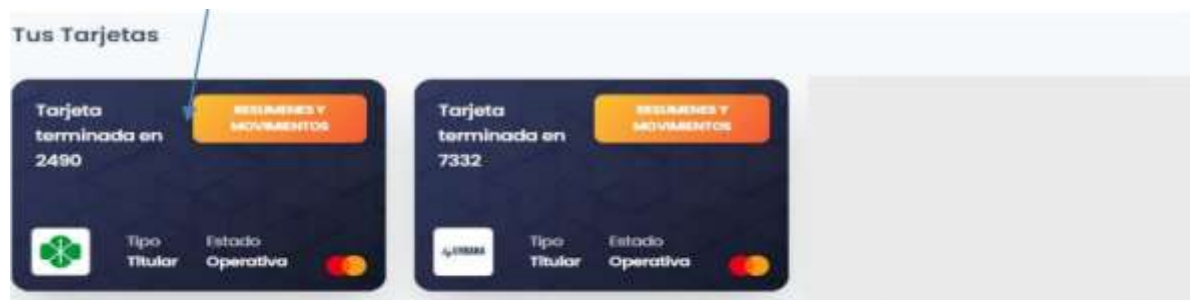 Tus Tarjetas
Tarjeta
terminada en
2490
RESUMENES Y
MOVIMIENTOS
Tipo
Titular
Estado
Operativa
Tarjeta
terminada en
7332
RESUMENES Y
MOVIMIENTOS
Tipo
Titular
Estado
Operativa